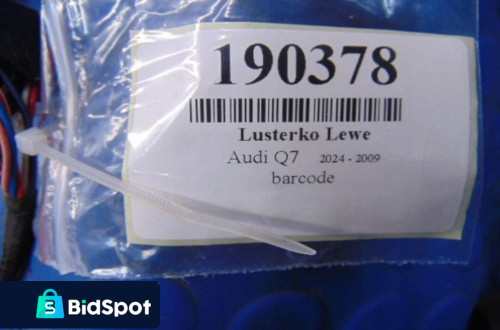 190378
Lusterko Lewe
Audi Q7 2024 - 2009
barcode
S
BidSpot